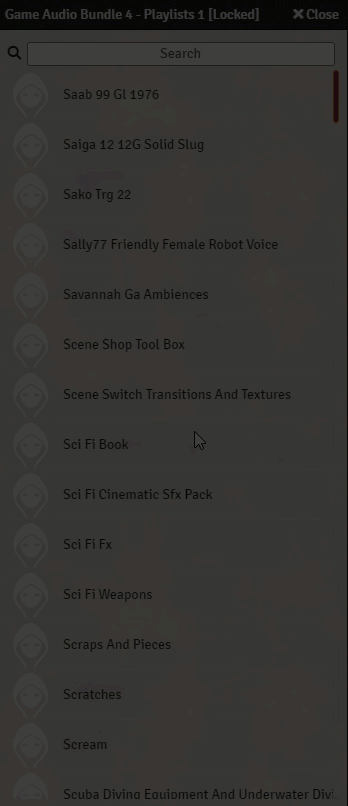 Game Audio Bundle 4 - Playlists 1 [Locked] Close
Search
Saab 99 Gl 1976
Saiga 12 12G Solid Slug
Sako Trg 22
Sally77 Friendly Female Robot Voice
Savannah Ga Ambiences
Scene Shop Tool Box
Scene Switch Transitions And Textures
Sci Fi Book
Sci Fi Cinematic Sfx Pack
Sci Fi Fx
Sci Fi Weapons
Scraps And Pieces
Scratches
Scream
Scuba Diving Equipment And Underwater Divi